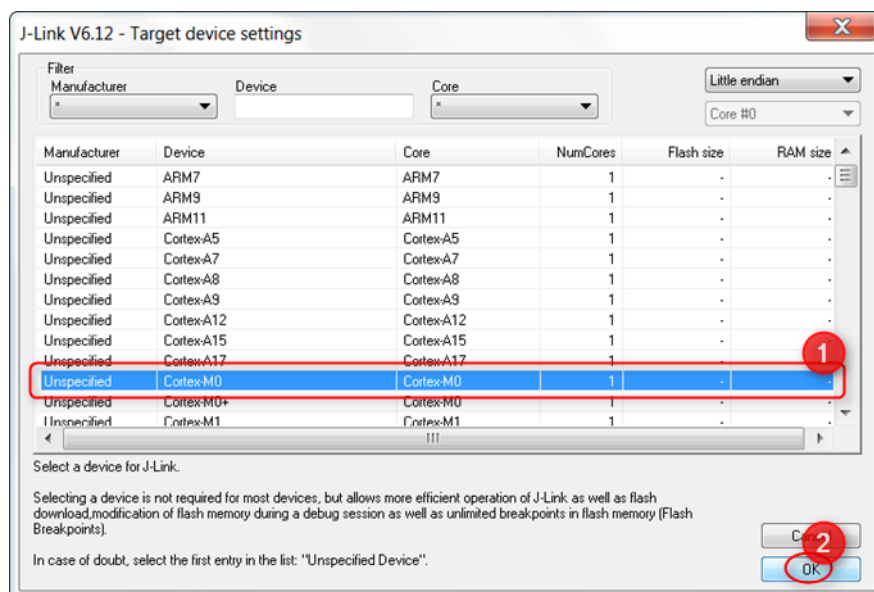 J-Link V6.12 - Target device settings
Filter
Manufacturer Device Core
* *
Little endian
Core #0
Manufacturer Device Core NumCores Flash size RAM size
Unspecified ARM7 ARM7 1 - -
Unspecified ARM9 ARM9 1 - -
Unspecified ARM11 ARM11 1 - -
Unspecified Cortex-A5 Cortex-A5 1 - -
Unspecified Cortex-A7 Cortex-A7 1 - -
Unspecified Cortex-A8 Cortex-A8 1 - -
Unspecified Cortex-A9 Cortex-A9 1 - -
Unspecified Cortex-A12 Cortex-A12 1 - -
Unspecified Cortex-A15 Cortex-A15 1 - -
Unspecified Cortex-A17 Cortex-A17 1 -
1
Unspecified Cortex-M0 Cortex-M0 1 - -
Unspecified Cortex-M0+ Cortex-M0 1 - -
Unspecified Cortex-M1 Cortex-M1 1 - -
Select a device for J-Link.
Selecting a device is not required for most devices, but allows more efficient operation of J-Link as well as flash
download,modification of flash memory during a debug session as well as unlimited breakpoints in flash memory (Flash
Breakpoints).
In case of doubt, select the first entry in the list: "Unspecified Device".
2
OK